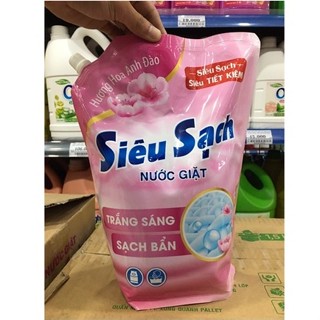 Hương Hoa Anh Đào
Siêu Sạch
Siêu TIẾT KIỆM
Siêu Sạch
NƯỚC GIẶT
TRẮNG SÁNG
SẠCH BẨN